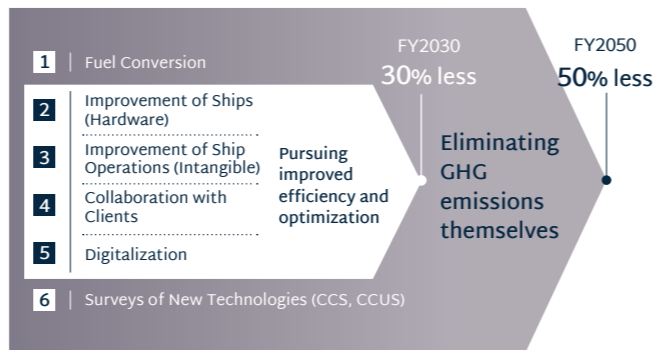 1 Fuel Conversion
2 Improvement of Ships
(Hardware)
3 Improvement of Ship
Operations (Intangible)
4 Collaboration with
Clients
5 Digitalization
6 Surveys of New Technologies (CCS, CCUS)
Pursuing
improved
efficiency and
optimization
FY2030
30% less
Eliminating
GHG
emissions
themselves
FY2050
50% less